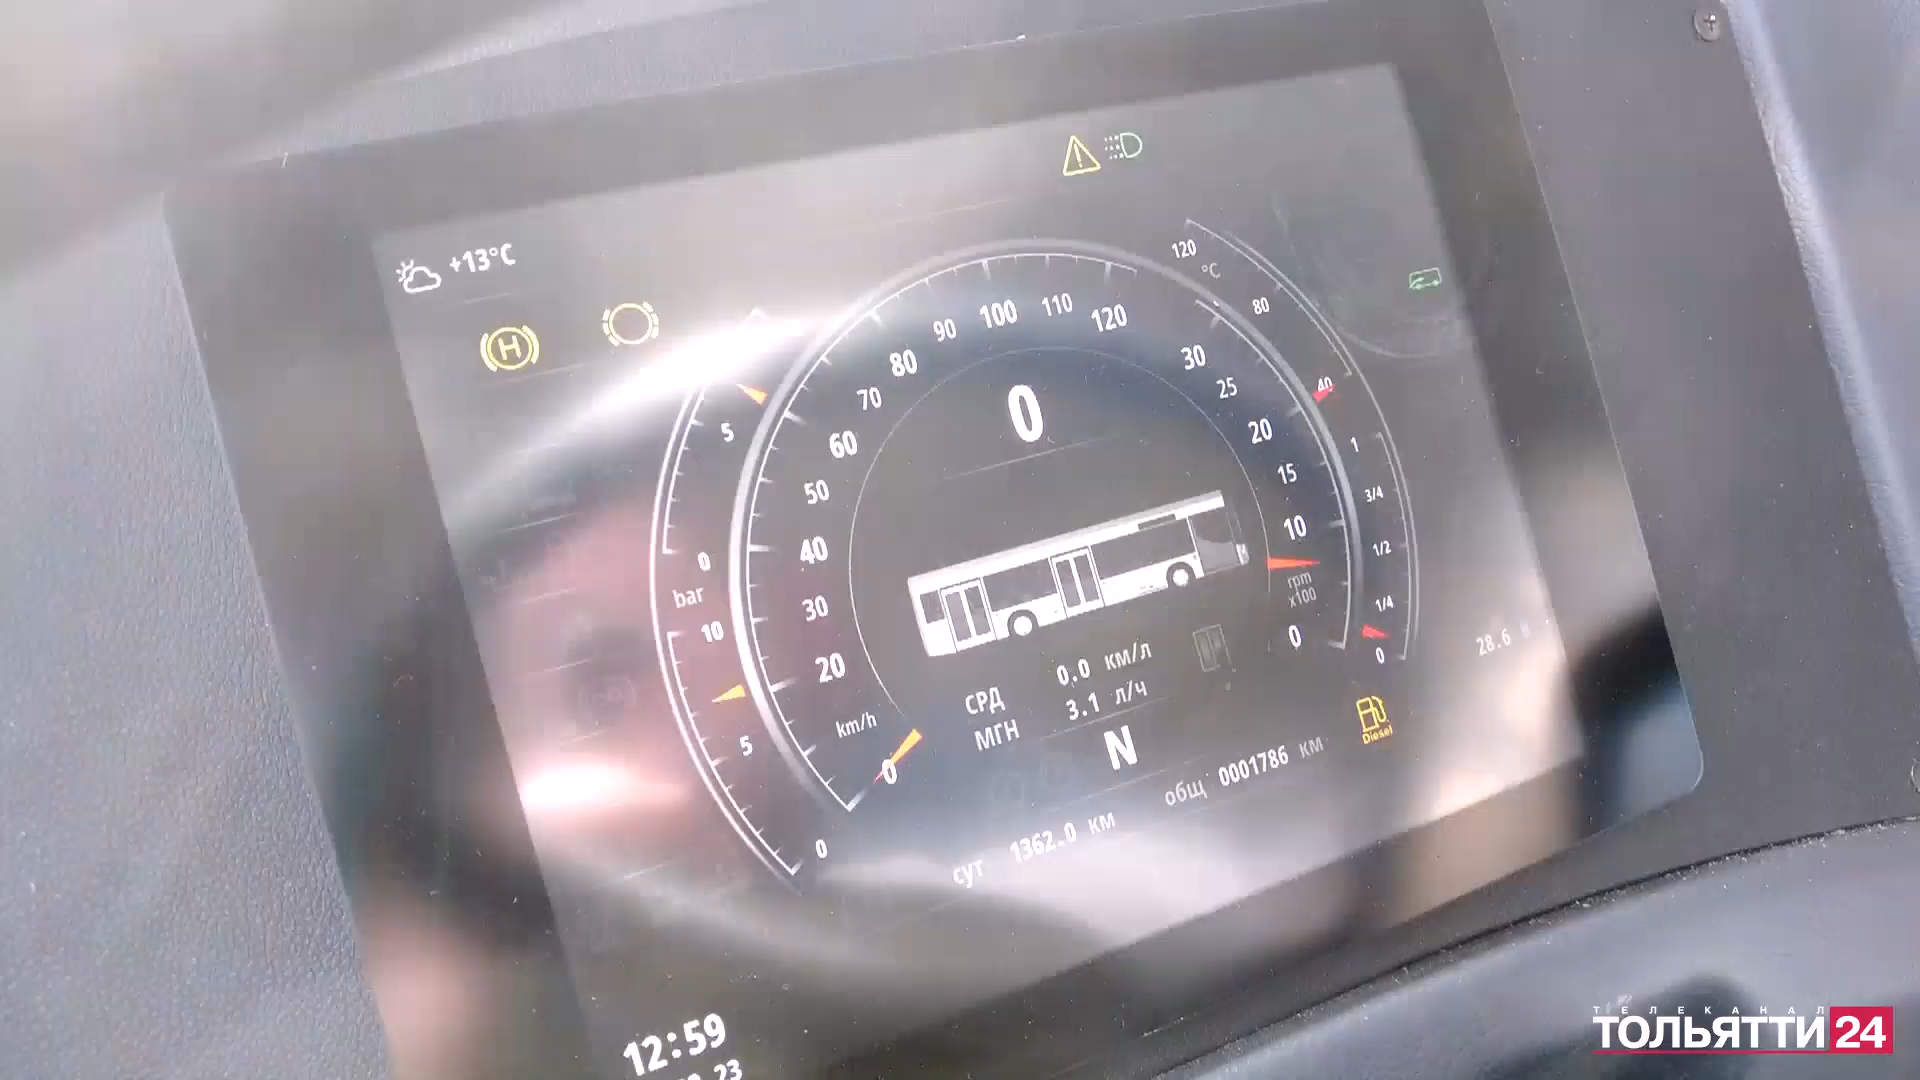 +13°C
H
120
°C
80
40
90 100 110 120
80
70
60
50
40
30
20
km/h
0
0
30
25
20
15
10
rpm
x100
0
5
0
bar
10
5
0
1
3/4
1/2
1/4
0
28.6
СРД 0.0 км/л
МГН 3.1 л/ч
N
Diesel
общ 0001786 км
сут 1362.0 км
12:59
23
ТЕЛЕКАНАЛ
ТОЛЬЯТТИ 24